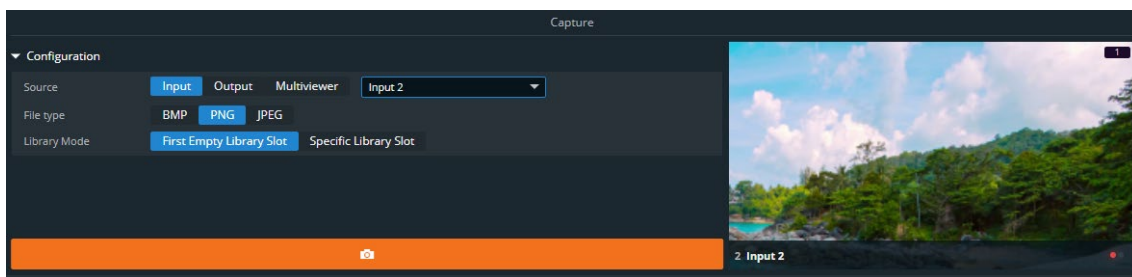 Capture
Configuration
Source Input Output Multiviewer Input 2
File type BMP PNG JPEG
Library Mode First Empty Library Slot Specific Library Slot
1
2 Input 2